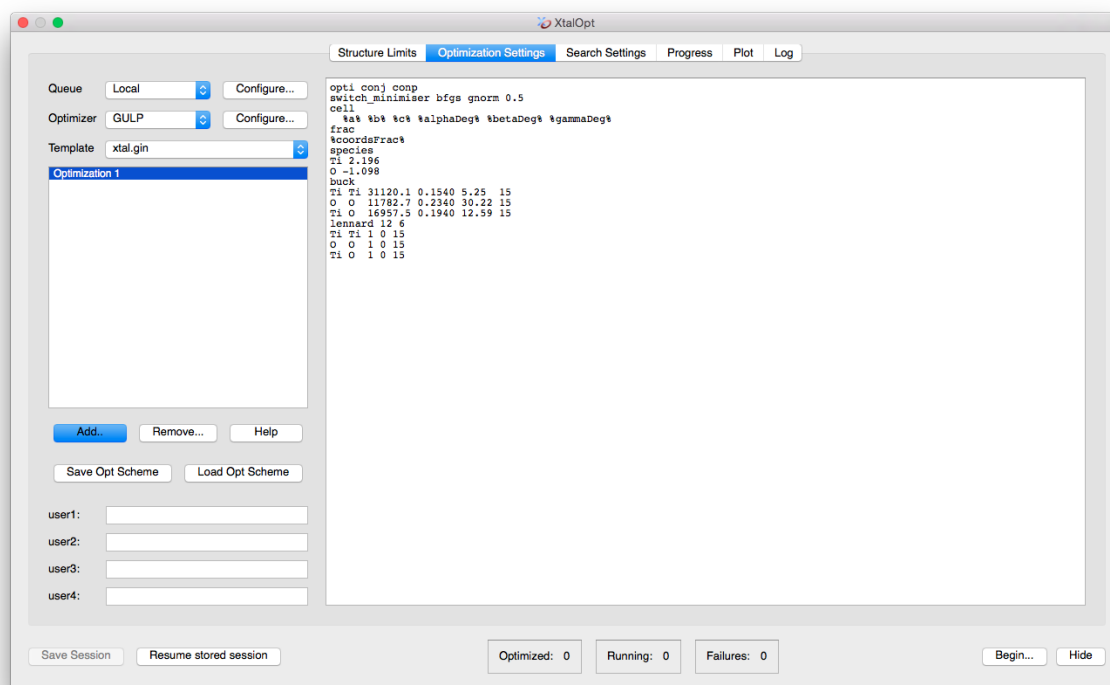 XtalOpt
Structure Limits Optimization Settings Search Settings Progress Plot Log
Queue Local Configure...
Optimizer GULP Configure...
Template xtal.gin
Optimization 1
Add.. Remove... Help
Save Opt Scheme Load Opt Scheme
user1:
user2:
user3:
user4:
opti conj conp
switch_minimiser bfgs gnorm 0.5
cell
%a% %b% %c% %alphaDeg% %betaDeg% %gammaDeg%
frac
%coordsFrac%
species
Ti 2.196
O -1.098
buck
Ti Ti 31120.1 0.1540 5.25 15
O O 11782.7 0.2340 30.22 15
Ti O 16957.5 0.1940 12.59 15
lennard 12 6
Ti Ti 1 0 15
O O 1 0 15
Ti O 1 0 15
Save Session Resume stored session Optimized: 0 Running: 0 Failures: 0 Begin... Hide